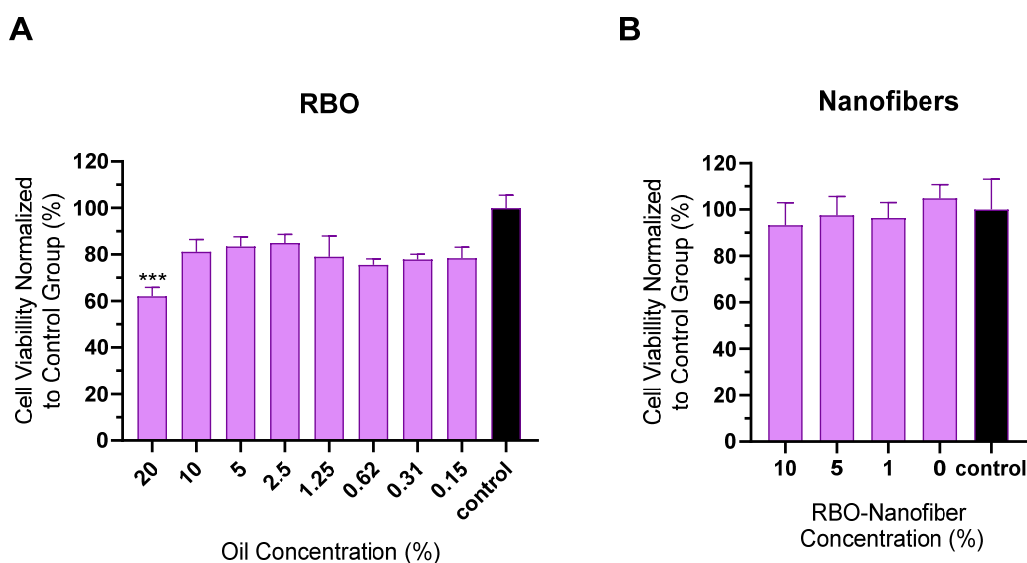 A
RBO
Cell Viabillity Normalized
to Control Group (%)
120
100
80
60
40
20
0
***
20
10
5
2.5
1.25
0.62
0.31
0.15
control
Oil Concentration (%)
B
Nanofibers
Cell Viability Normalized
to Control Group (%)
120
100
80
60
40
20
0
10 5 1 0 control
RBO-Nanofiber
Concentration (%)